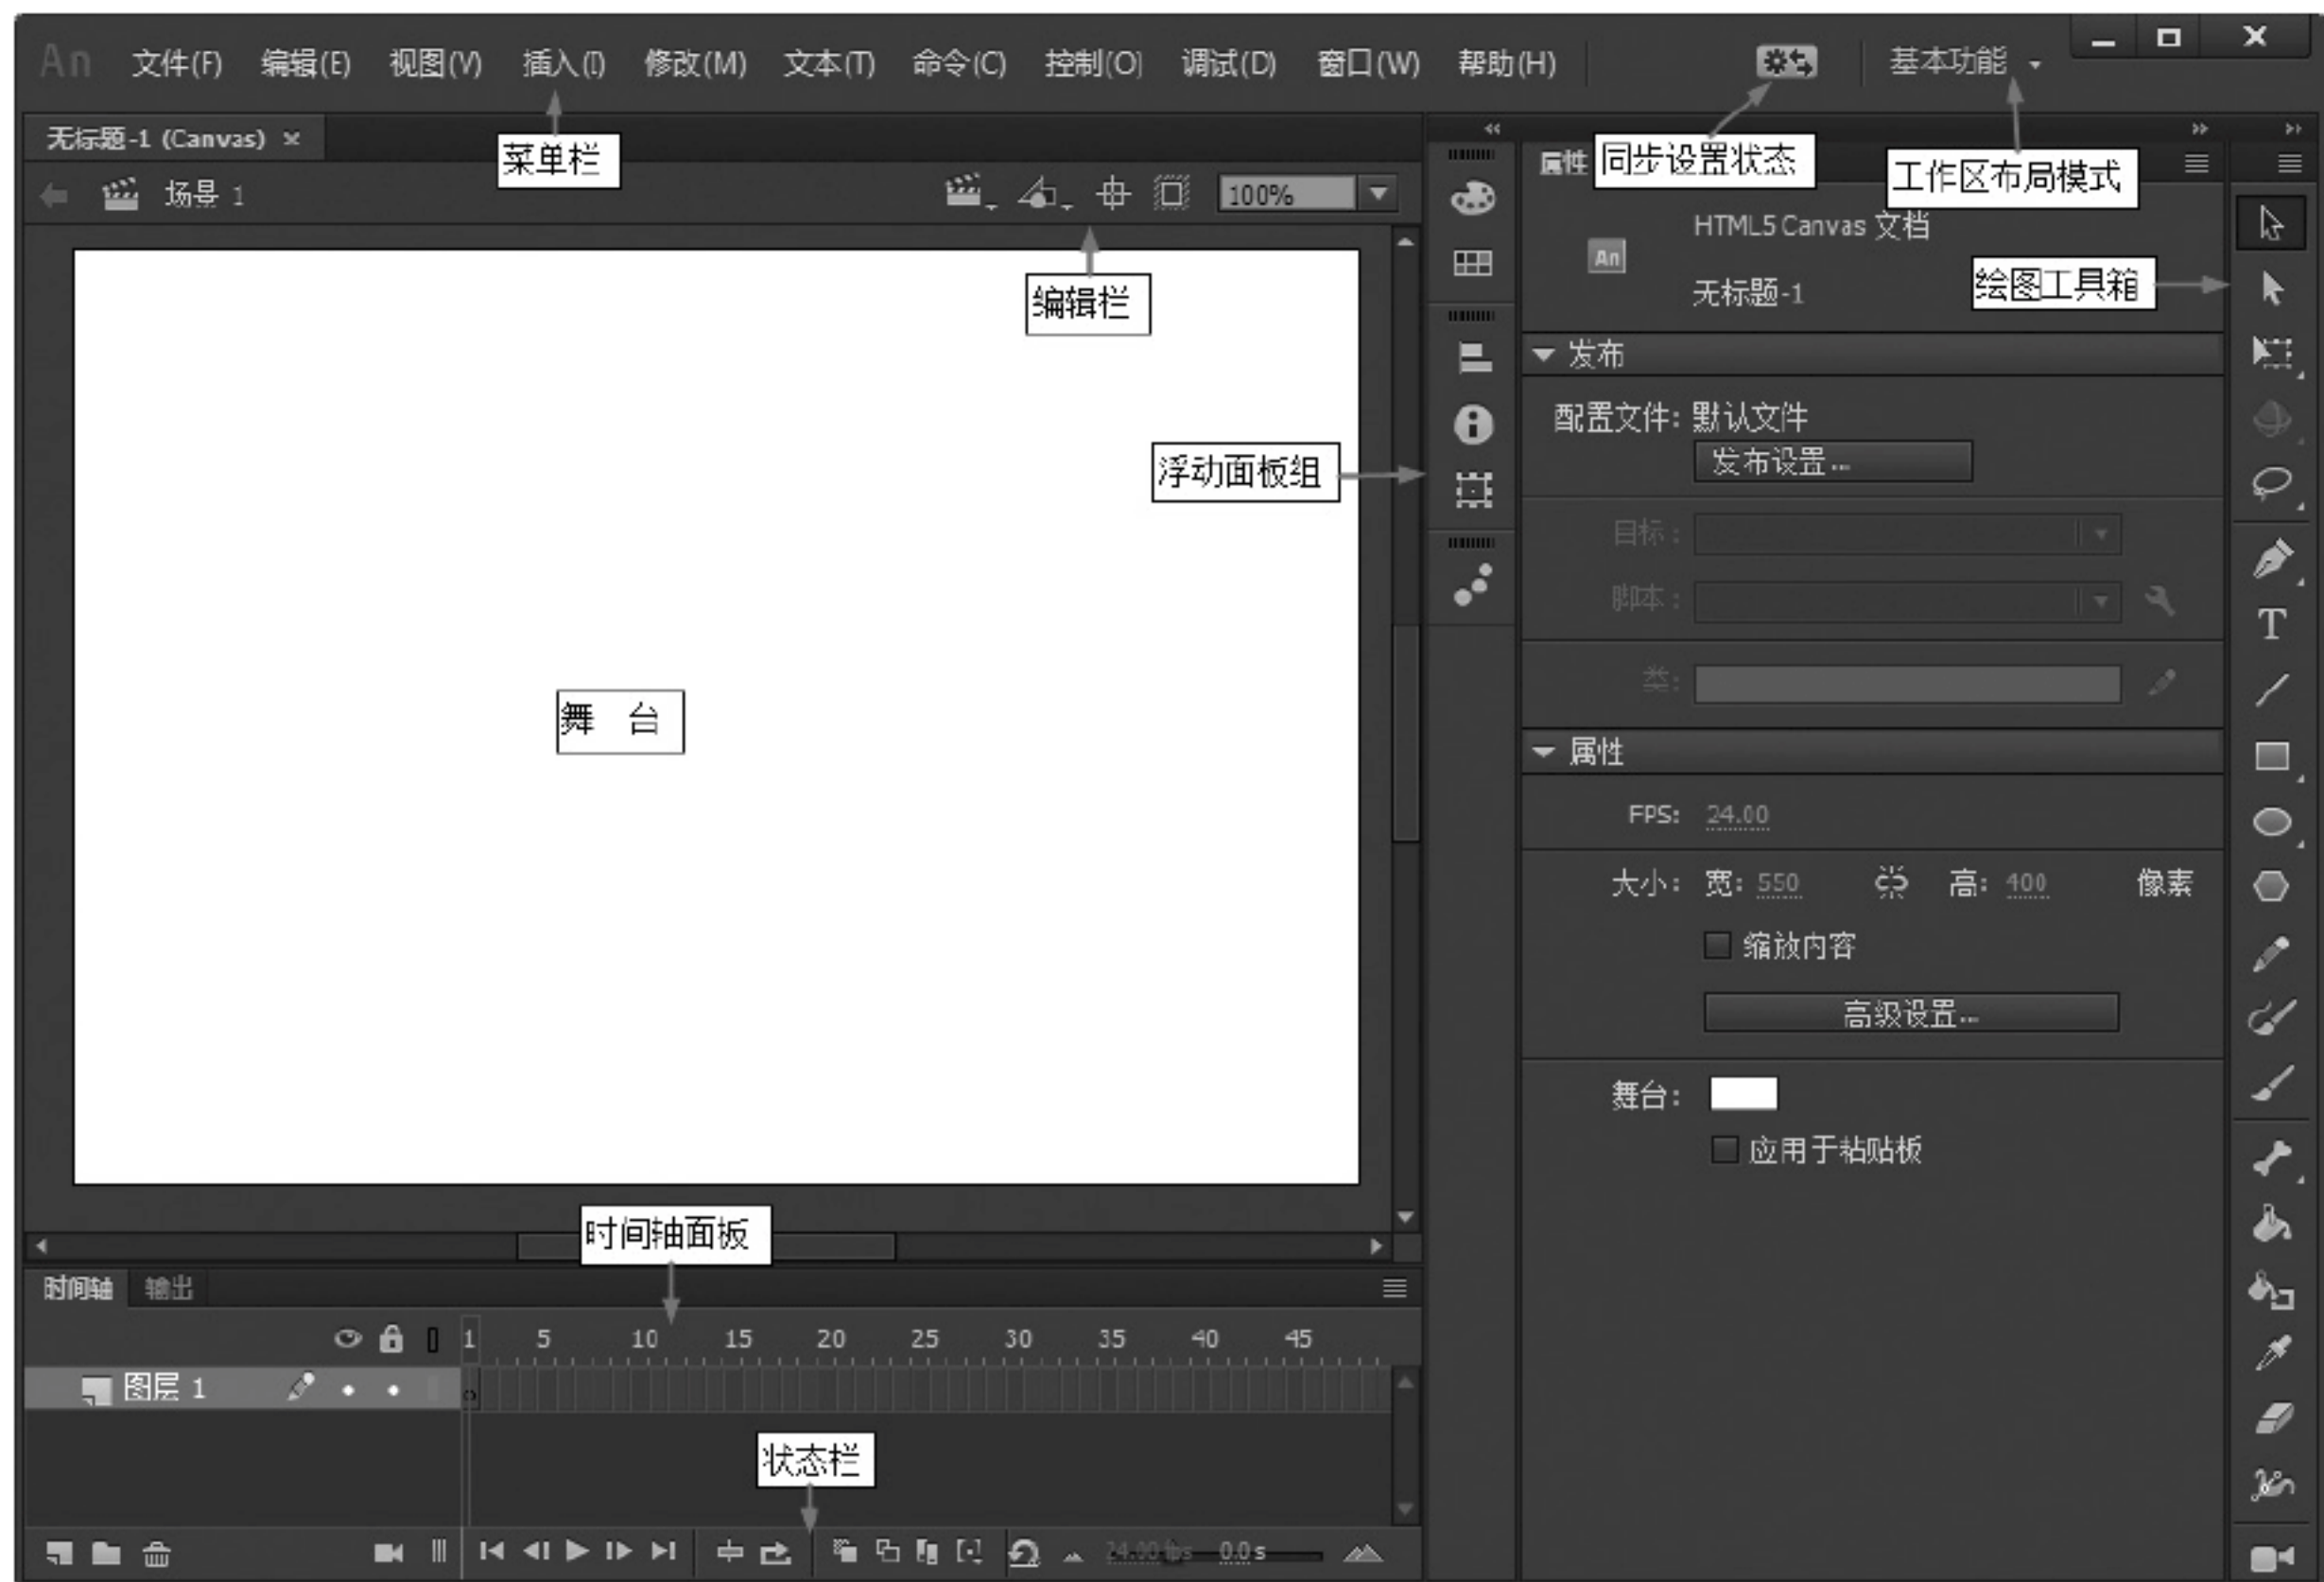 An 文件(F) 编辑(E) 视图(V) 插入(I) 修改(M) 文本(T) 命令(C) 控制(O) 调试(D) 窗口(W) 帮助(H) 基本功能
无标题-1 (Canvas) ×
菜单栏
属性
同步设置状态
工作区布局模式
场景 1
100%
编辑栏
HTML5 Canvas 文档
An
无标题-1
绘图工具箱
发布
配置文件: 默认文件
发布设置...
浮动面板组
目标:
脚本:
类:
舞 台
属性
FPS: 24.00
大小: 宽: 550 高: 400 像素
缩放内容
高级设置...
舞台:
应用于粘贴板
T
时间轴面板
时间轴 输出
1 5 10 15 20 25 30 35 40 45
图层 1
状态栏
24.00 fps 0.0 s